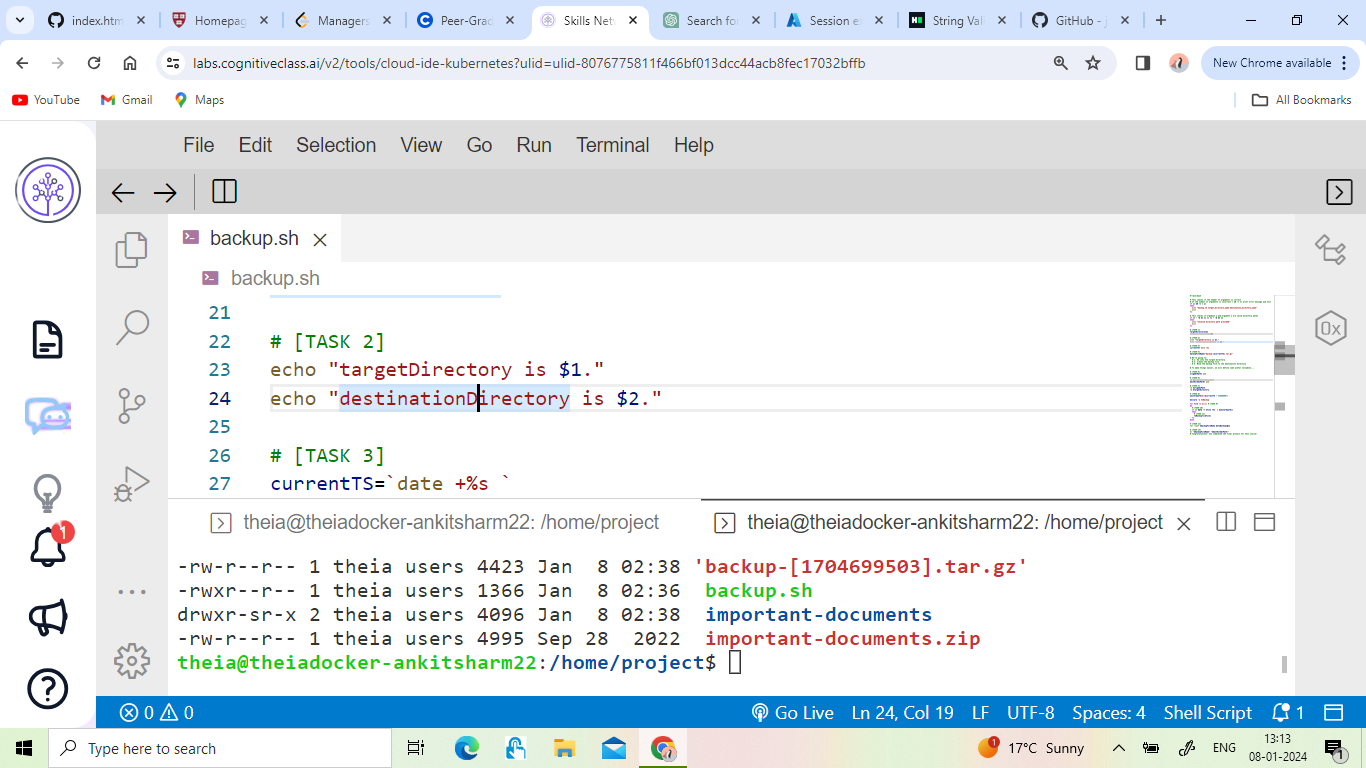 index.htm
Homepag
Managers
Peer-Grad
Skills Net
Search fo
Session e
String Val
GitHub - j
labs.cognitiveclass.ai/v2/tools/cloud-ide-kubernetes?ulid=ulid-8076775811f466bf013dcc44acb8fec17032bffb
New Chrome available
YouTube
Gmail
Maps
All Bookmarks
File Edit Selection View Go Run Terminal Help
backup.sh
backup.sh
21
22 # [TASK 2]
23 echo "targetDirectory is $1."
24 echo "destinationDirectory is $2."
25
26 # [TASK 3]
27 currentTS=`date +%s `
theia@theiadocker-ankitsharm22: /home/project
theia@theiadocker-ankitsharm22: /home/project
-rw-r--r-- 1 theia users 4423 Jan  8 02:38 'backup-[1704699503].tar.gz'
-rwxr--r-- 1 theia users 1366 Jan  8 02:36  backup.sh
drwxr-sr-x 2 theia users 4096 Jan  8 02:38  important-documents
-rw-r--r-- 1 theia users 4995 Sep 28  2022  important-documents.zip
theia@theiadocker-ankitsharm22:/home/project$
1
0x
0 0
Go Live
Ln 24, Col 19
LF
UTF-8
Spaces: 4
Shell Script
1
Type here to search
1
17°C Sunny
ENG
13:13
08-01-2024
1